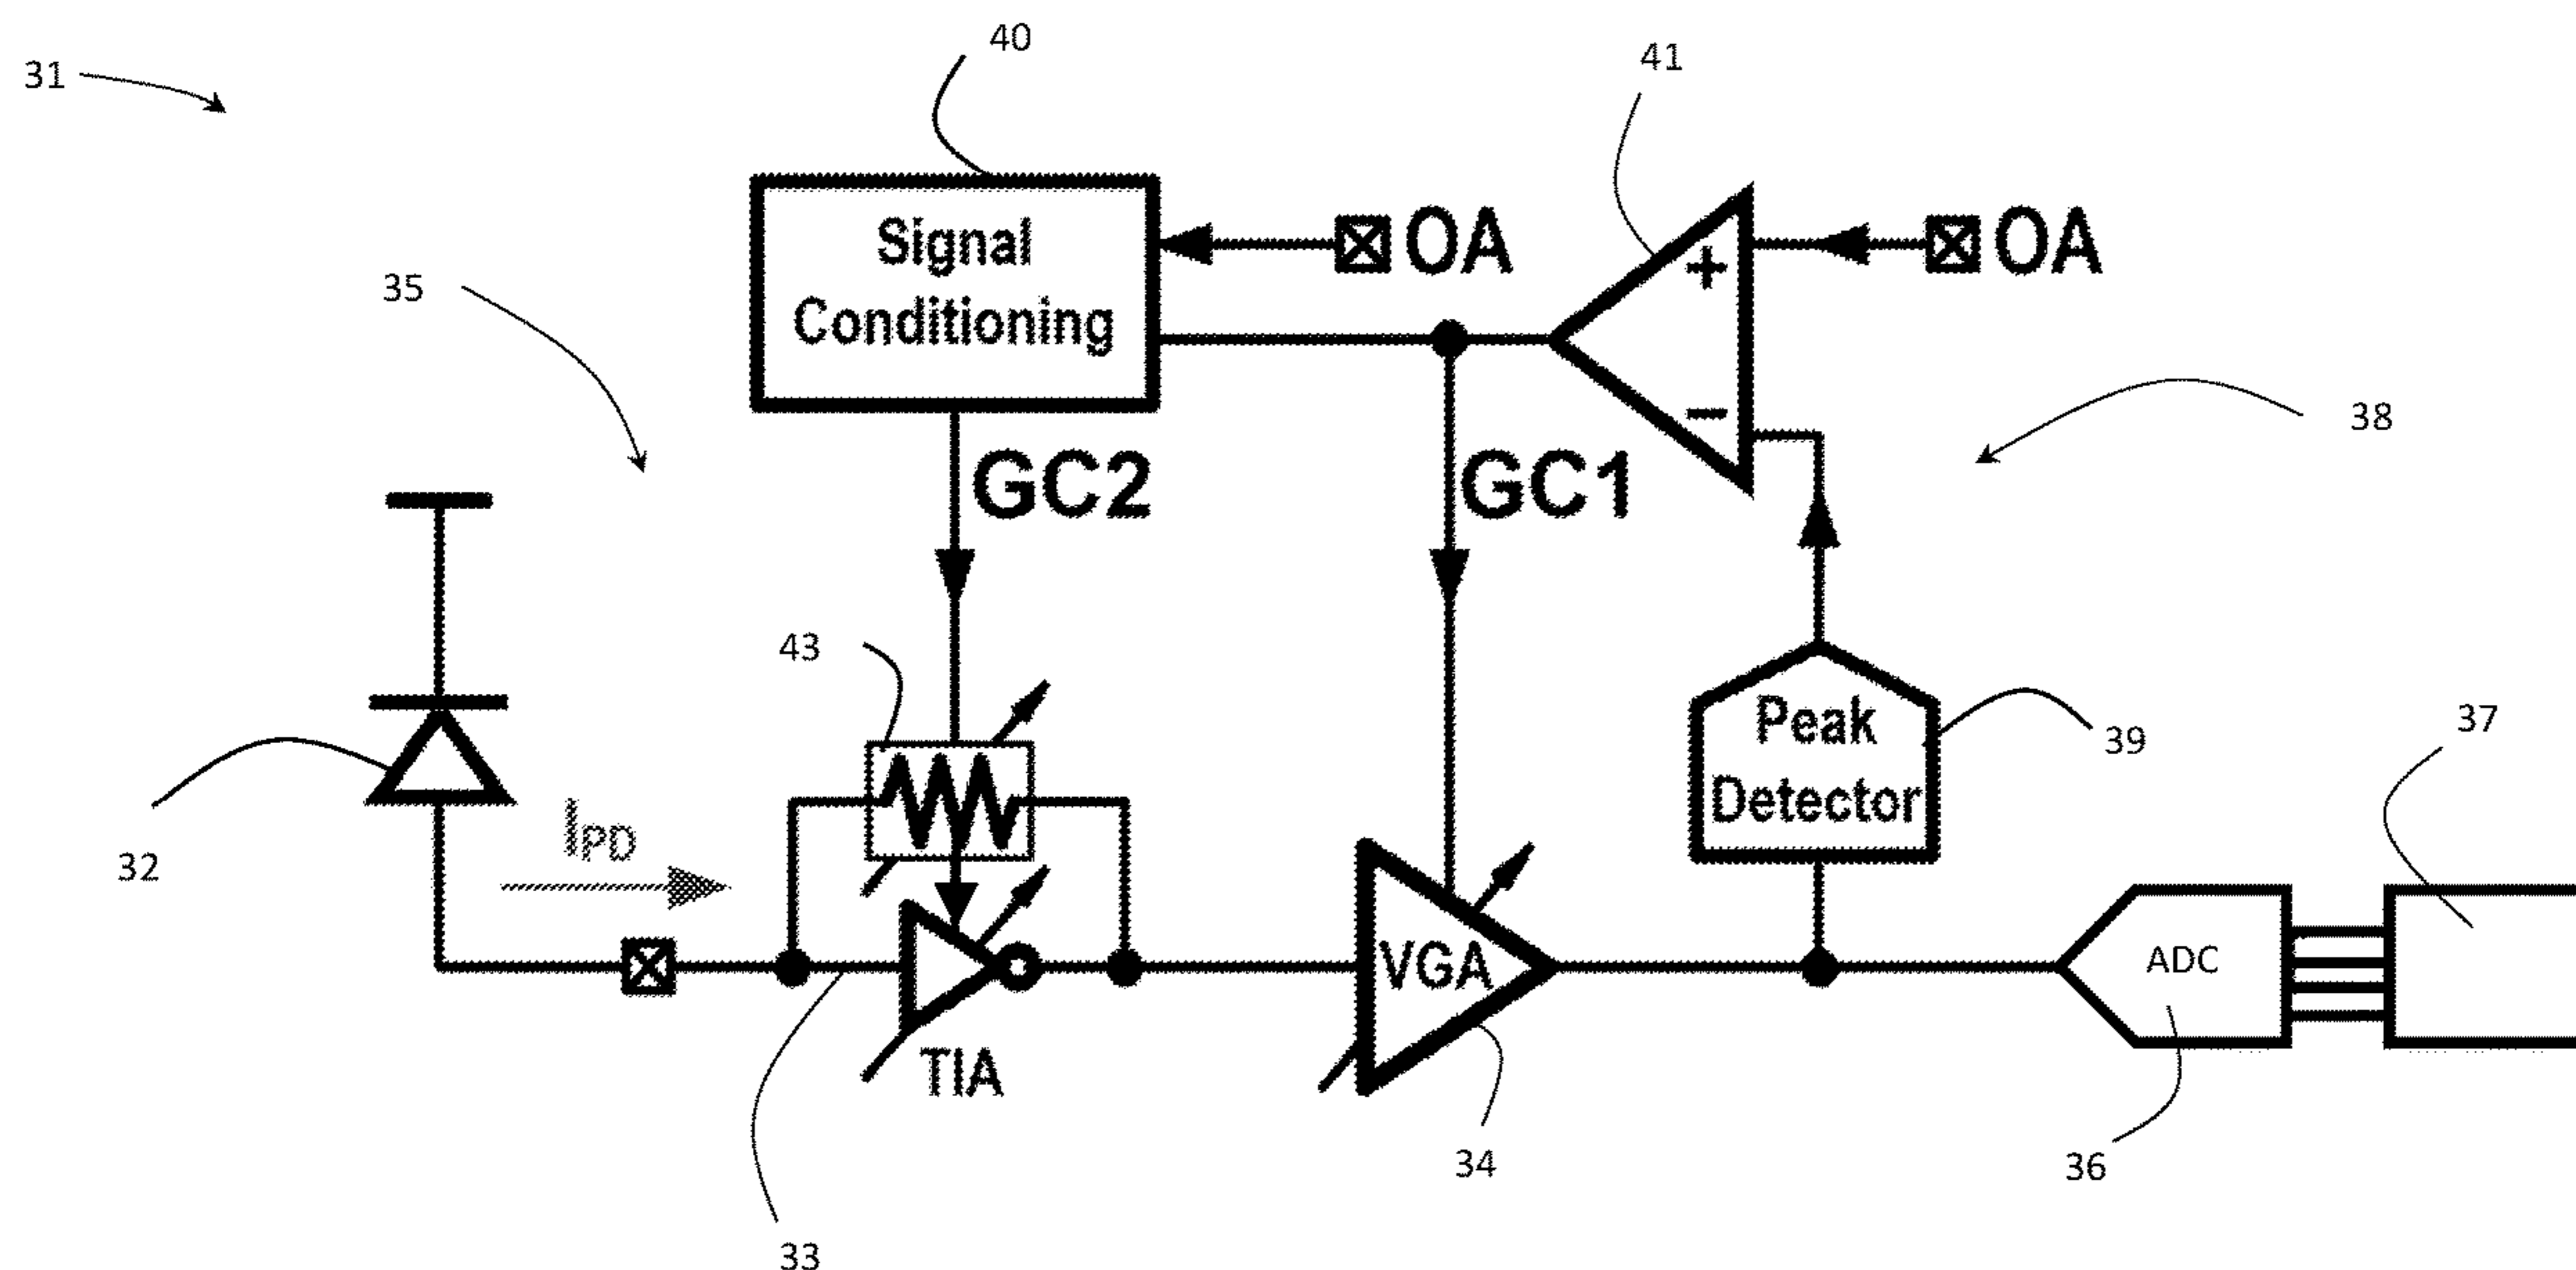 40
41
31
Signal
Conditioning
OA
+
OA
35
−
38
GC2
GC1
43
Peak
Detector
37
39
I_PD
32
VGA
ADC
TIA
34
36
33